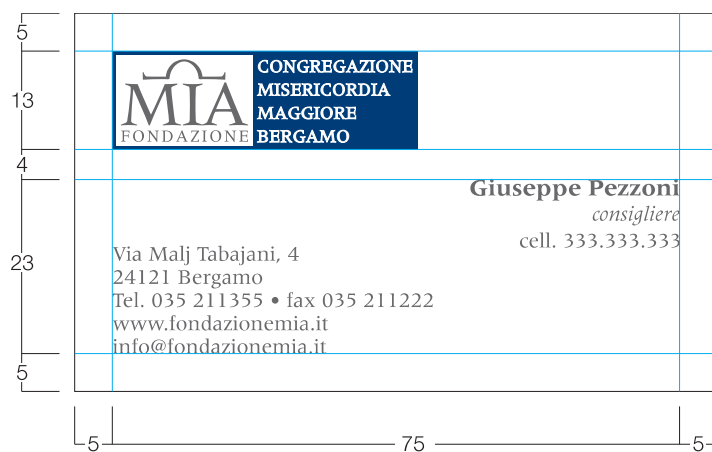 5
13
4
23
5
MIA
FONDAZIONE
CONGREGAZIONE
MISERICORDIA
MAGGIORE
BERGAMO
Giuseppe Pezzoni
consigliere
cell. 333.333.333
Via Malj Tabajani, 4
24121 Bergamo
Tel. 035 211355 • fax 035 211222
www.fondazionemia.it
info@fondazionemia.it
5 75 5